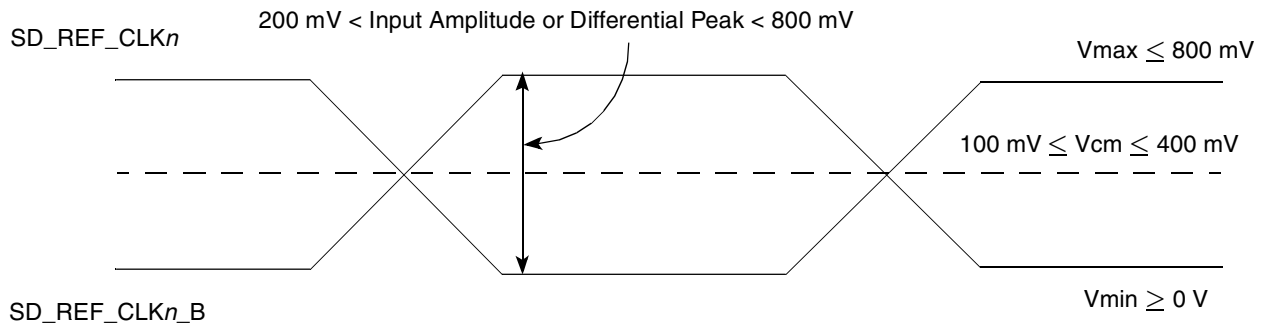 200 mV < Input Amplitude or Differential Peak < 800 mV
SD_REF_CLKn
Vmax ≤ 800 mV
100 mV ≤ Vcm ≤ 400 mV
Vmin ≥ 0 V
SD_REF_CLKn_B